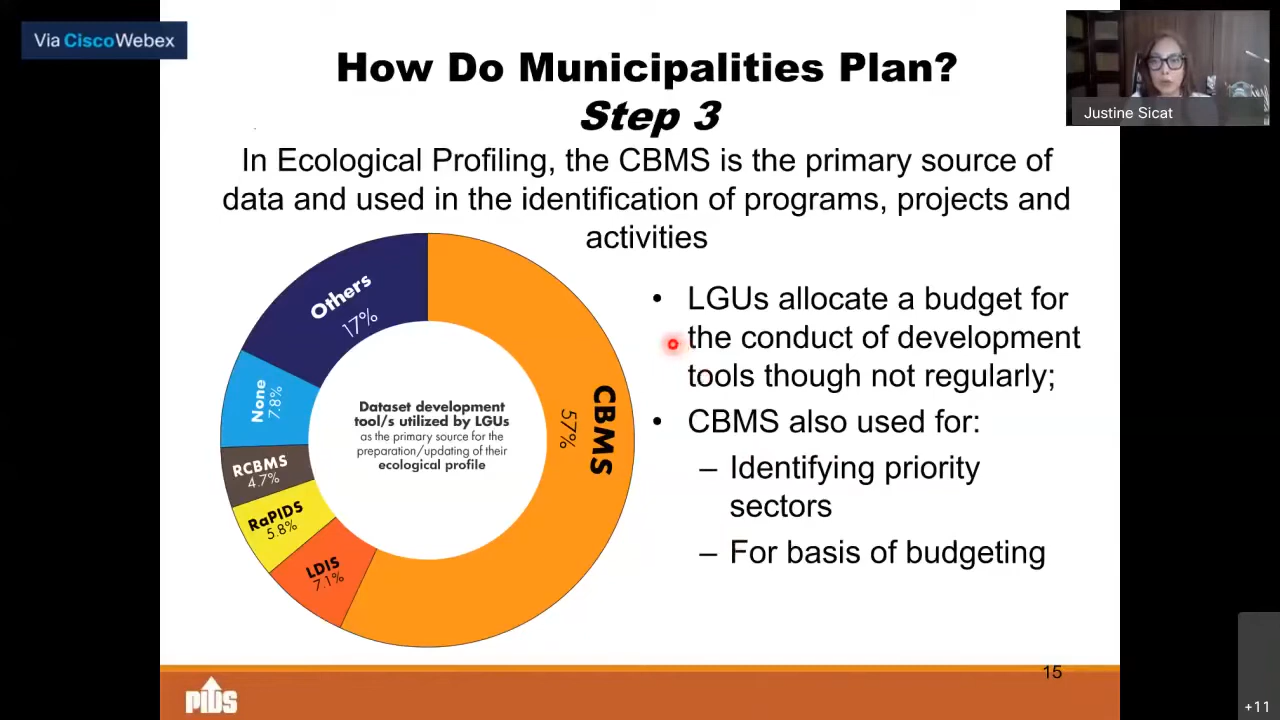 Via CiscoWebex
How Do Municipalities Plan?
Step 3
Justine Sicat
In Ecological Profiling, the CBMS is the primary source of
data and used in the identification of programs, projects and
activities
Others
17%
None
7.8%
RCBMS
4.7%
RaPIDS
5.8%
LDIS
7.1%
CBMS
57%
Dataset development
tool/s utilized by LGUs
as the primary source for the
preparation/updating of their
ecological profile
• LGUs allocate a budget for
the conduct of development
tools though not regularly;
• CBMS also used for:
– Identifying priority
sectors
– For basis of budgeting
15
PIDS
+11